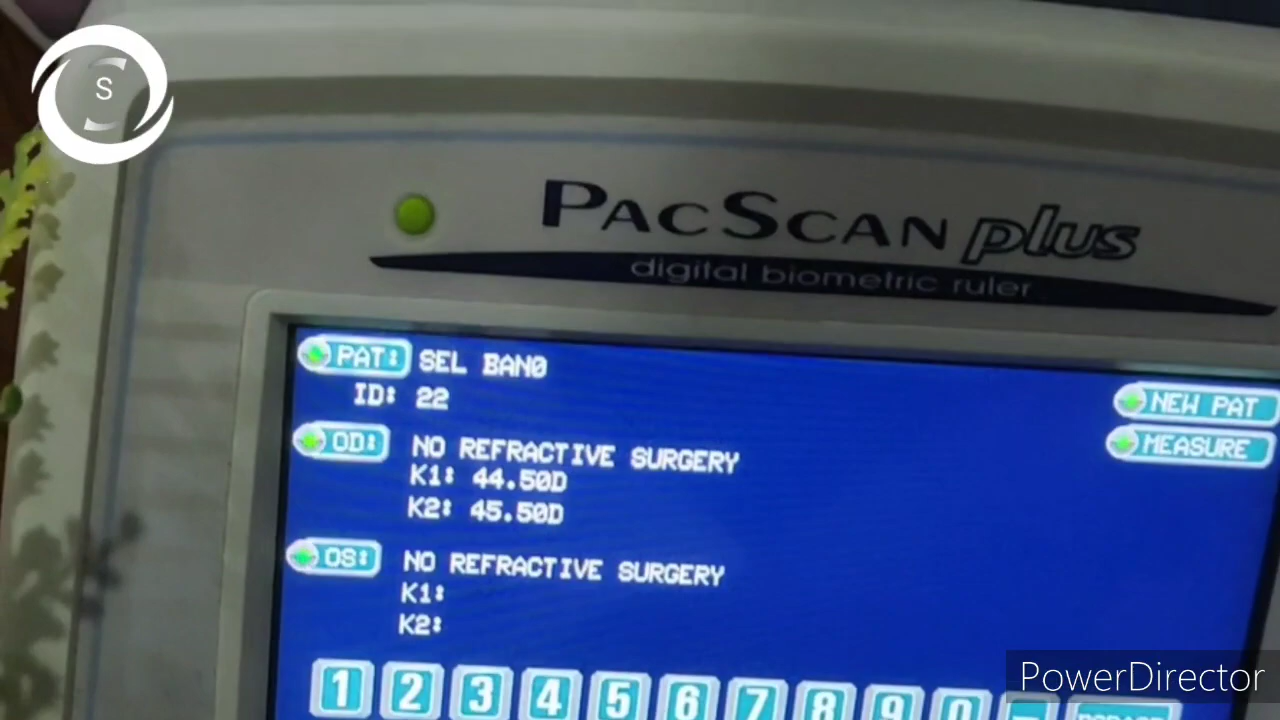 S
PACSCAN plus
digital biometric ruler
PAT: SEL BAN0
ID: 22
NEW PAT
OD: NO REFRACTIVE SURGERY
MEASURE
K1: 44.50D
K2: 45.50D
OS: NO REFRACTIVE SURGERY
K1:
K2:
1 2 3 4 5 6 7 8 9 0
PowerDirector